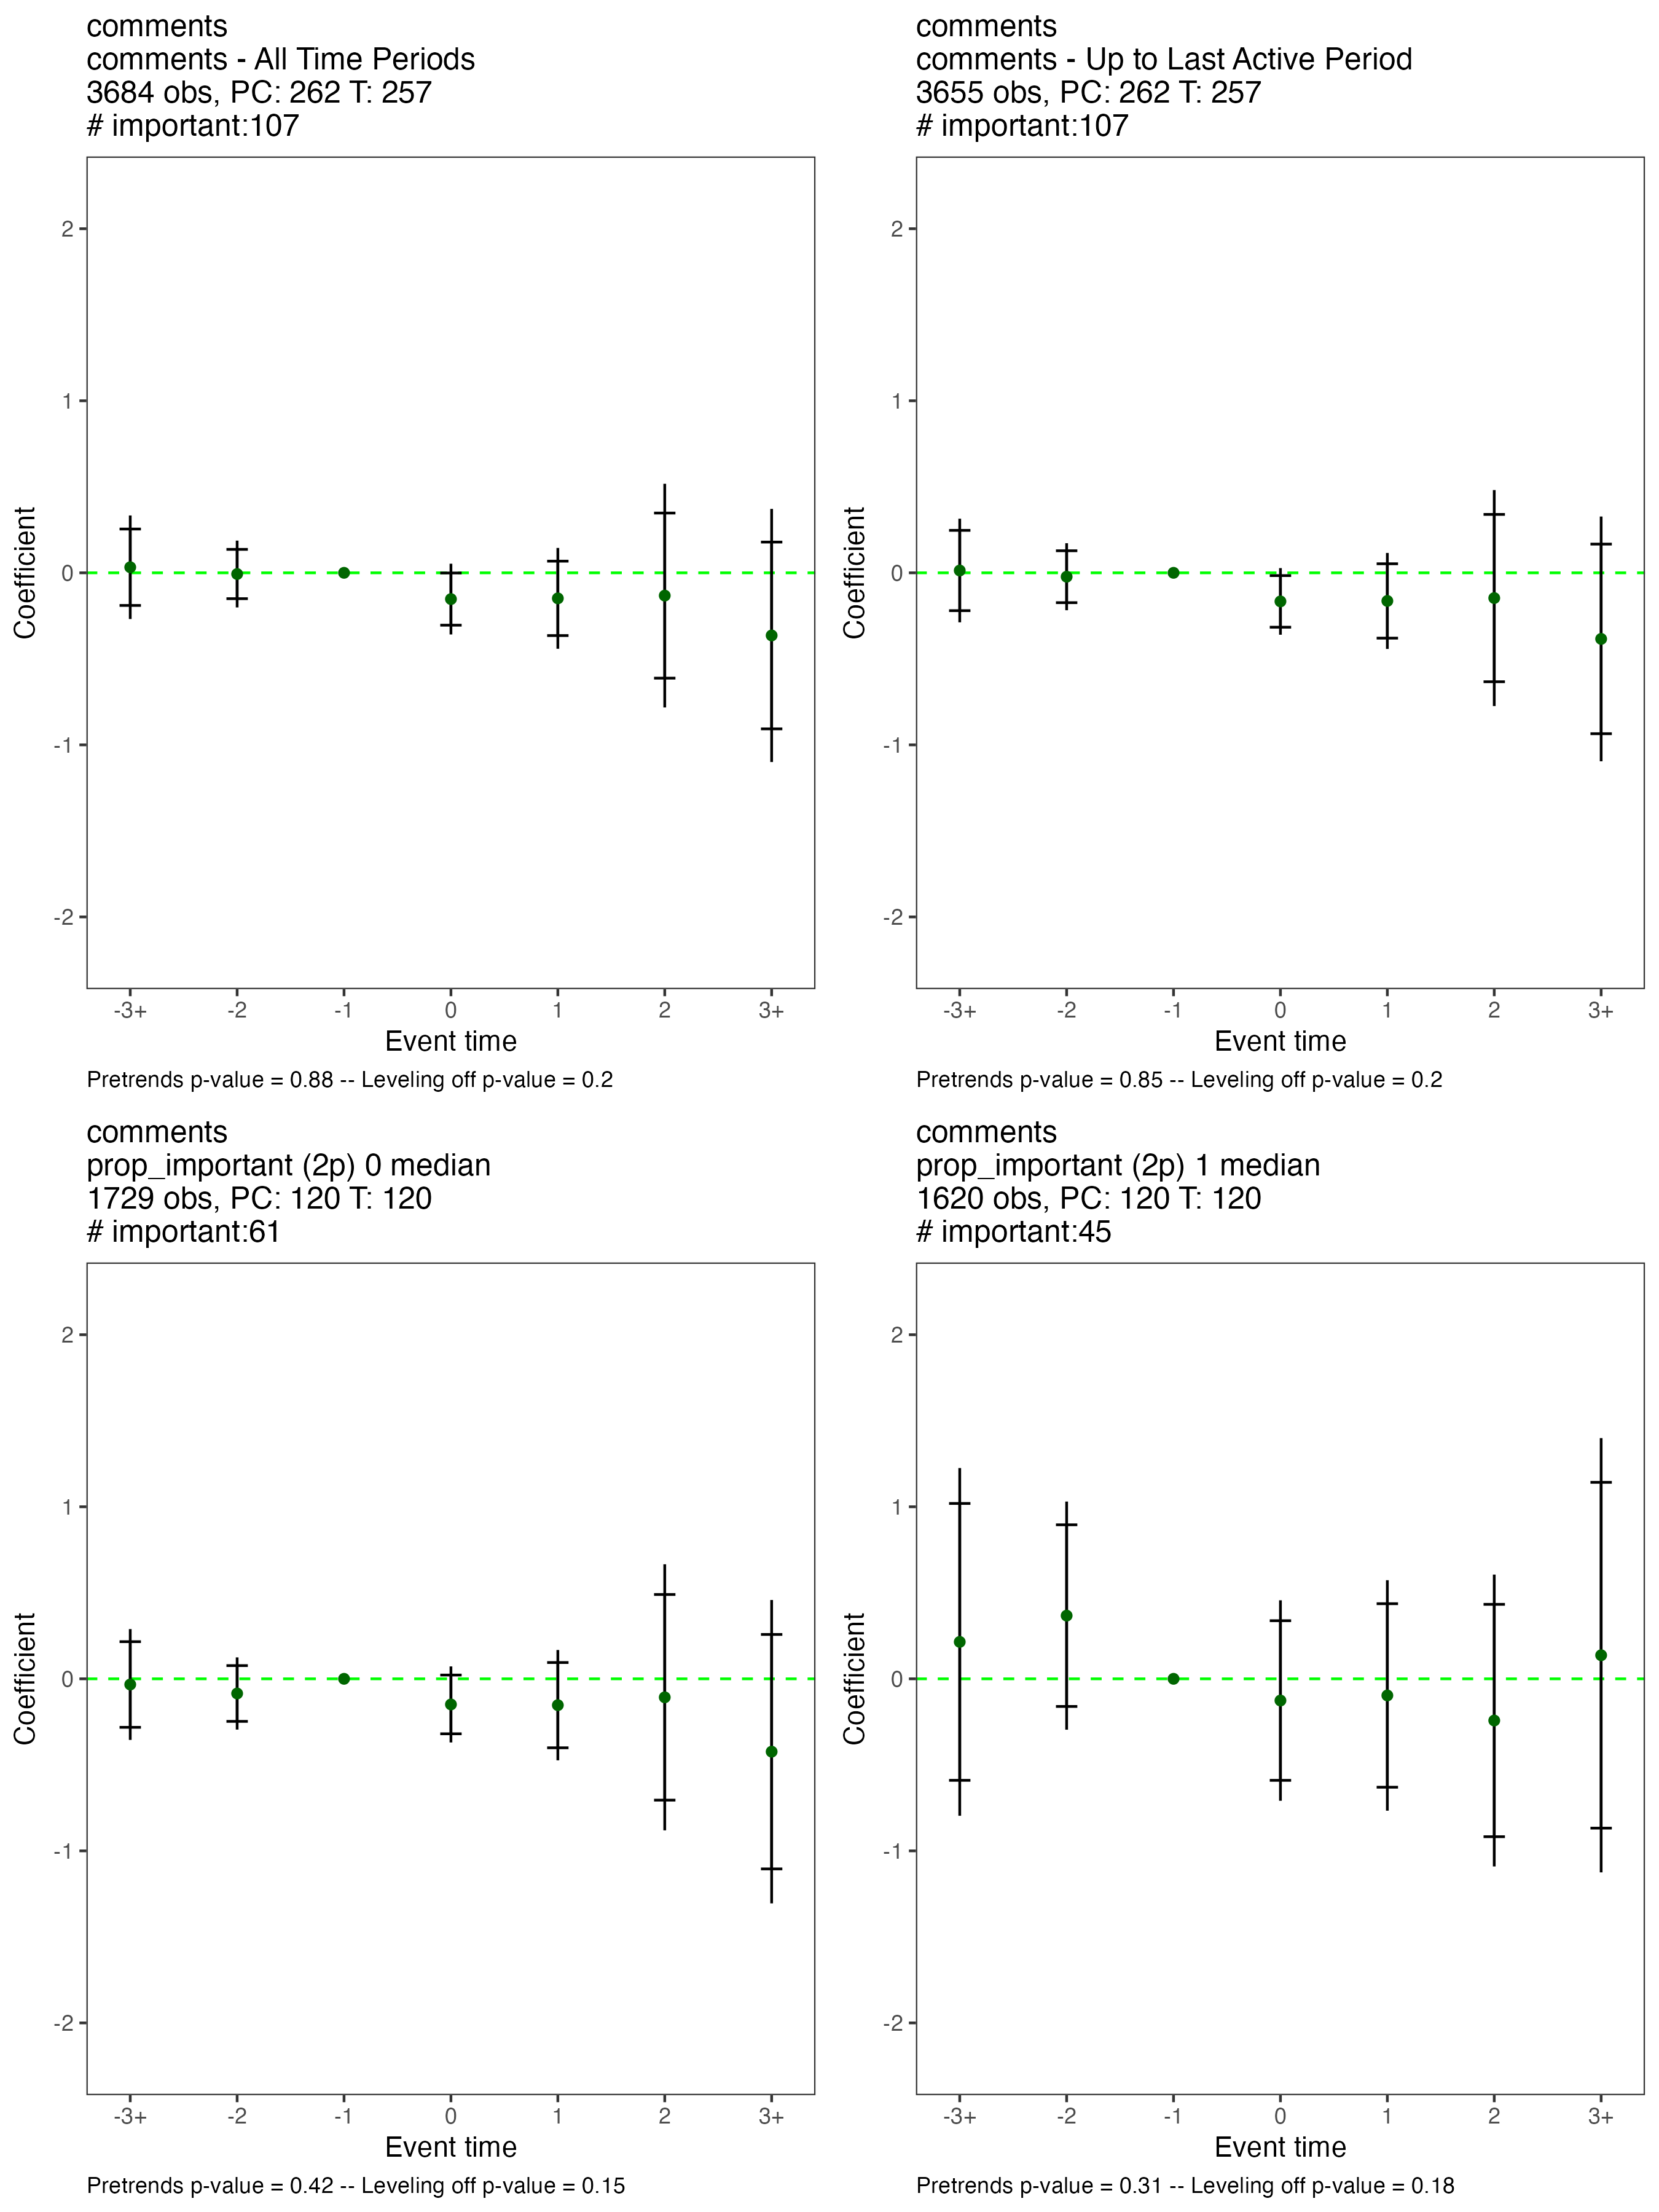 comments
comments - All Time Periods
3684 obs, PC: 262 T: 257
# important:107
2
1
0
-1
-2
Coefficient
-3+ -2 -1 0 1 2 3+
Event time
Pretrends p-value = 0.88 -- Leveling off p-value = 0.2
comments
comments - Up to Last Active Period
3655 obs, PC: 262 T: 257
# important:107
2
1
0
-1
-2
Coefficient
-3+ -2 -1 0 1 2 3+
Event time
Pretrends p-value = 0.85 -- Leveling off p-value = 0.2
comments
prop_important (2p) 0 median
1729 obs, PC: 120 T: 120
# important:61
2
1
0
-1
-2
Coefficient
-3+ -2 -1 0 1 2 3+
Event time
Pretrends p-value = 0.42 -- Leveling off p-value = 0.15
comments
prop_important (2p) 1 median
1620 obs, PC: 120 T: 120
# important:45
2
1
0
-1
-2
Coefficient
-3+ -2 -1 0 1 2 3+
Event time
Pretrends p-value = 0.31 -- Leveling off p-value = 0.18